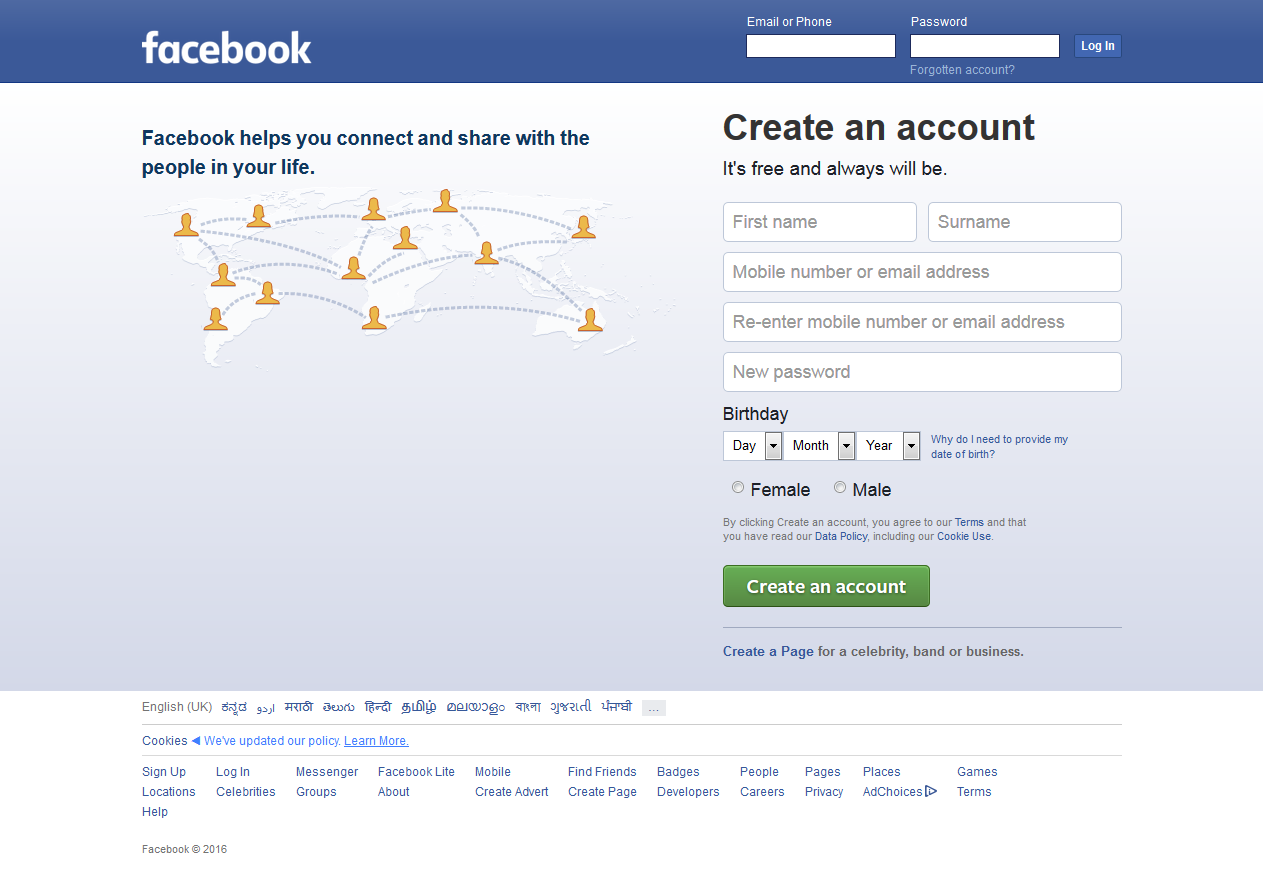 facebook
Email or Phone
Password
Log In
Forgotten account?
Facebook helps you connect and share with the
people in your life.
Create an account
It's free and always will be.
First name
Surname
Mobile number or email address
Re-enter mobile number or email address
New password
Birthday
Day Month Year
Why do I need to provide my
date of birth?
Female Male
By clicking Create an account, you agree to our Terms and that
you have read our Data Policy, including our Cookie Use.
Create an account
Create a Page for a celebrity, band or business.
English (UK) ಕನ್ನಡ اردو मराठी తెలుగు हिन्दी தமிழ் മലയാളം বাংলা ગુજરાતી ਪੰਜਾਬੀ ...
Cookies ◀ We've updated our policy. Learn More.
Sign Up Log In Messenger Facebook Lite Mobile Find Friends Badges People Pages Places Games
Locations Celebrities Groups About Create Advert Create Page Developers Careers Privacy AdChoices Terms
Help
Facebook © 2016